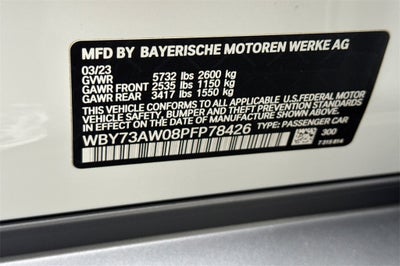 MFD BY BAYERISCHE MOTOREN WERKE AG
03/23
GVWR 5732 lbs 2600 kg
GAWR FRONT 2535 lbs 1150 kg
GAWR REAR 3417 lbs 1550 kg
THIS VEHICLE CONFORMS TO ALL APPLICABLE U.S.FEDERAL MOTOR
VEHICLE SAFETY, BUMPER, AND THEFT PREVENTION STANDARDS IN
EFFECT ON THE DATE OF MANUFACTURE SHOWN ABOVE.
WBY73AW08PFP78426 TYPE: PASSENGER CAR
300